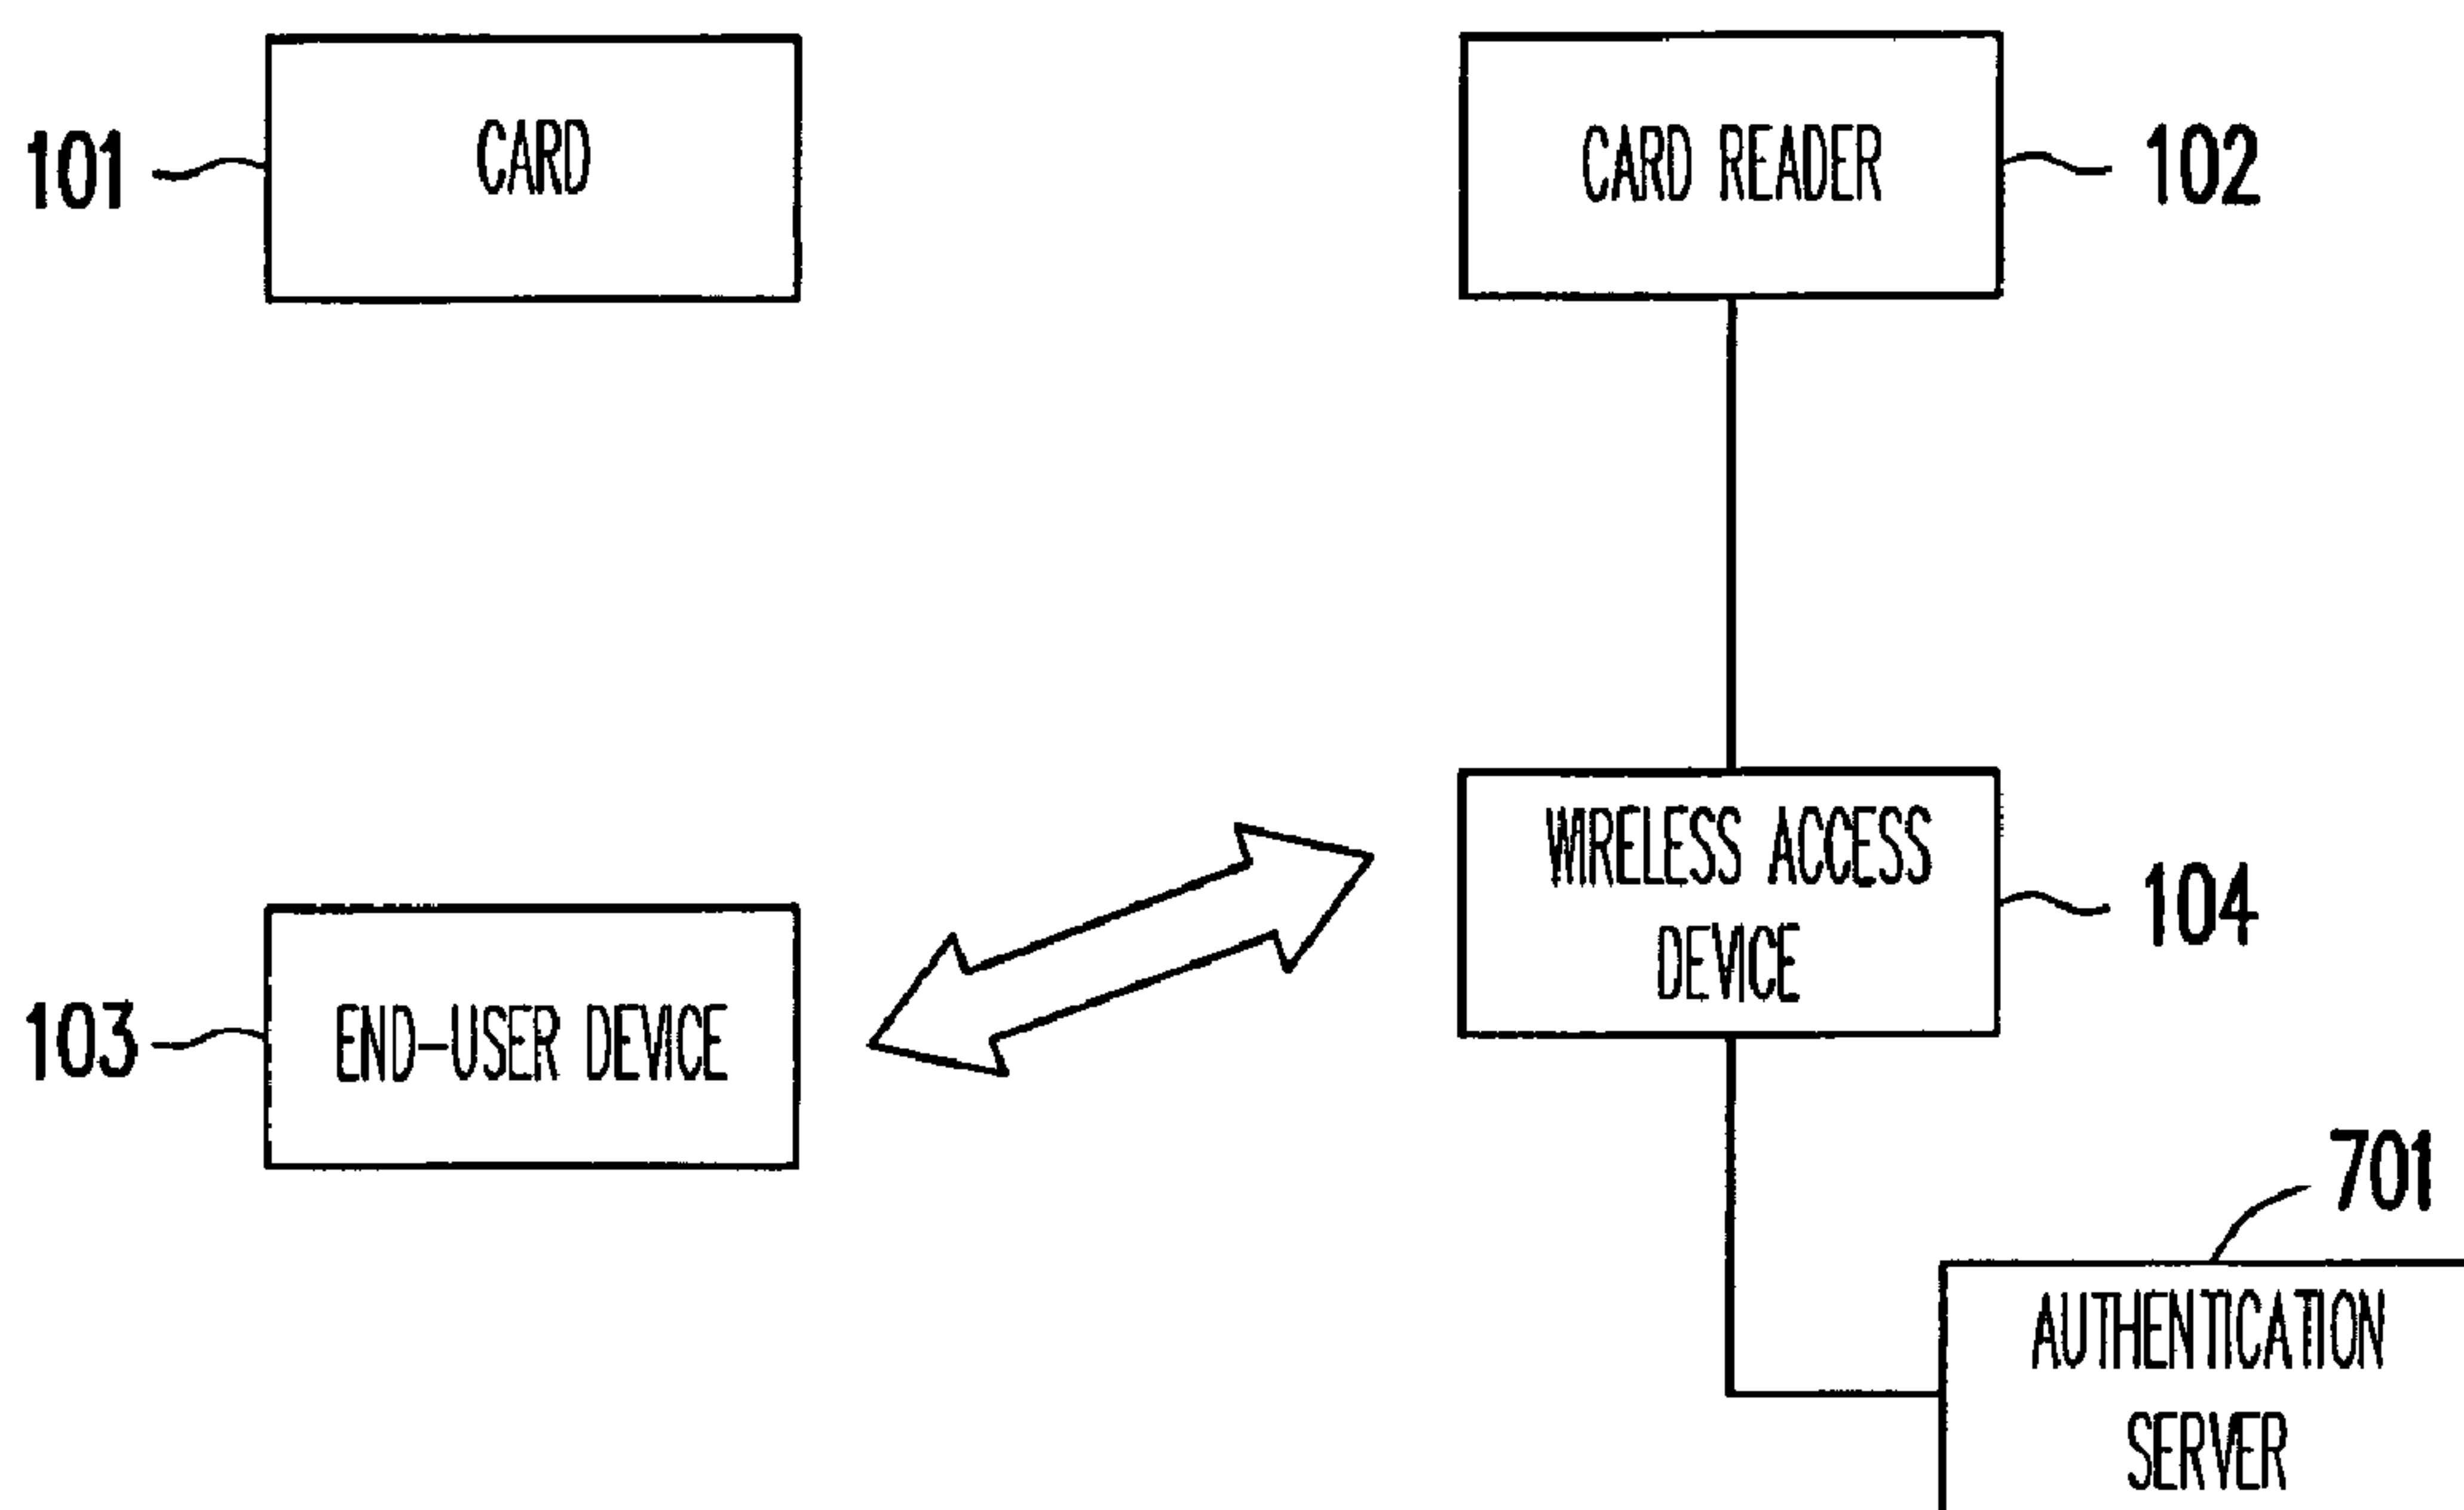 101
CARD
CARD READER
102
WIRELESS ACCESS
DEVICE
104
103
END-USER DEVICE
701
AUTHENTICATION
SERVER